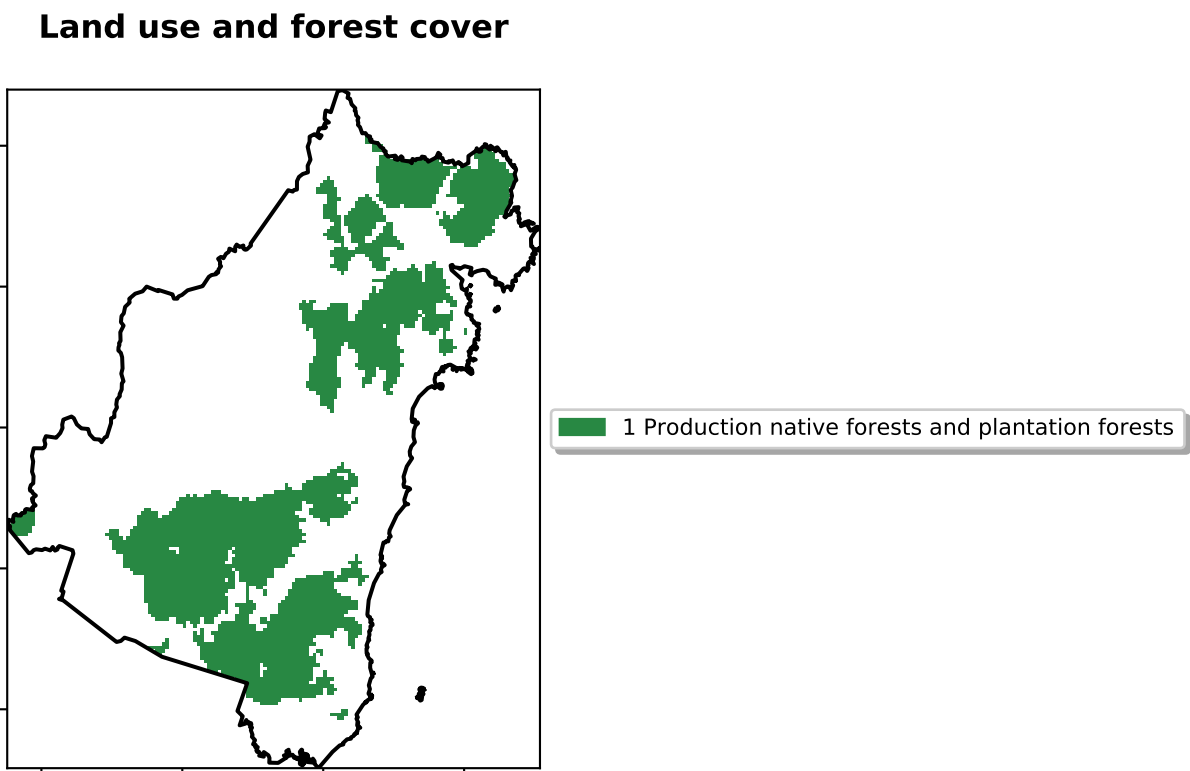 Land use and forest cover
1 Production native forests and plantation forests